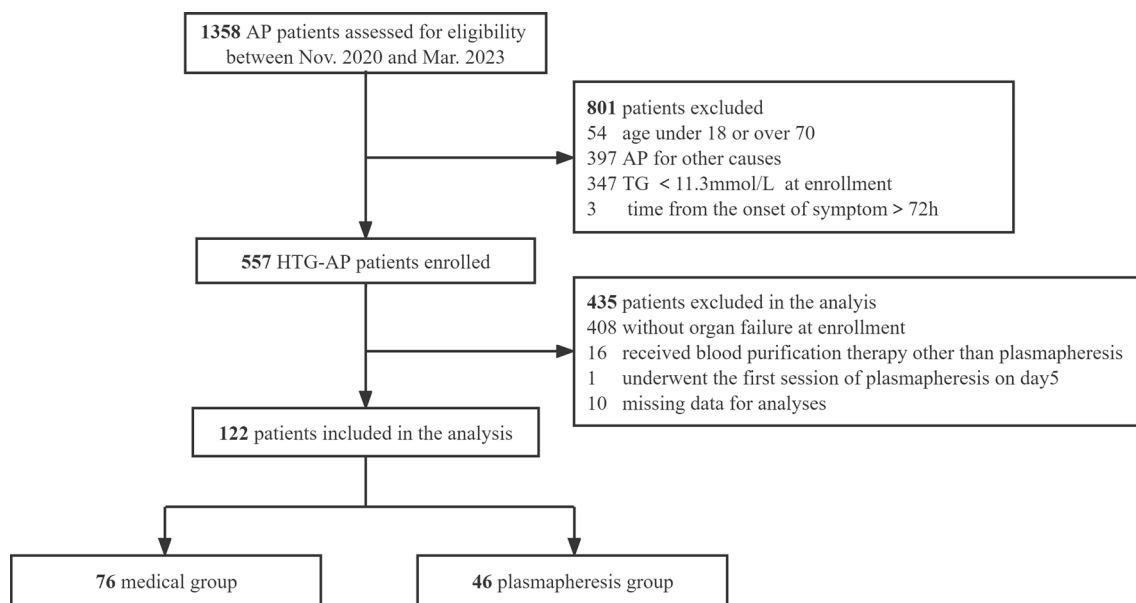 1358 AP patients assessed for eligibility
between Nov. 2020 and Mar. 2023
801 patients excluded
54 age under 18 or over 70
397 AP for other causes
347 TG < 11.3mmol/L at enrollment
3 time from the onset of symptom > 72h
557 HTG-AP patients enrolled
435 patients excluded in the analyis
408 without organ failure at enrollment
16 received blood purification therapy other than plasmapheresis
1 underwent the first session of plasmapheresis on day5
10 missing data for analyses
122 patients included in the analysis
76 medical group
46 plasmapheresis group